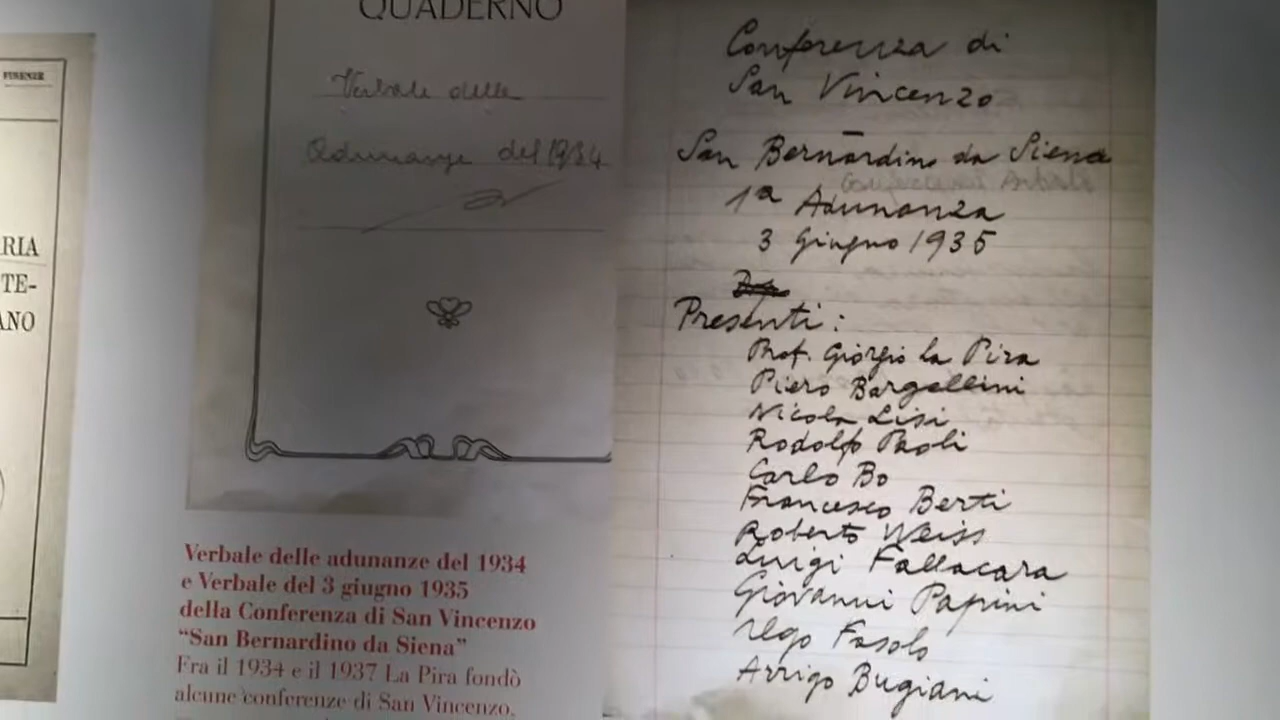 FIRENZE
RIA
TE-
ANO
QUADERNO
Verbale delle
Adunanze del 1934
Verbale delle adunanze del 1934
e Verbale del 3 giugno 1935
della Conferenza di San Vincenzo
“San Bernardino da Siena”
Fra il 1934 e il 1937 La Pira fondò
alcune conferenze di San Vincenzo,
Conferenza di
San Vincenzo
San Bernardino da Siena
1ª Adunanza
3 Giugno 1935
Presenti:
Prof. Giorgio La Pira
Piero Bargellini
Nicola Lisi
Rodolfo Paoli
Carlo Bo
Francesco Berti
Roberto Weiss
Luigi Fallacara
Giovanni Papini
Ugo Fasolo
Arrigo Bugiani